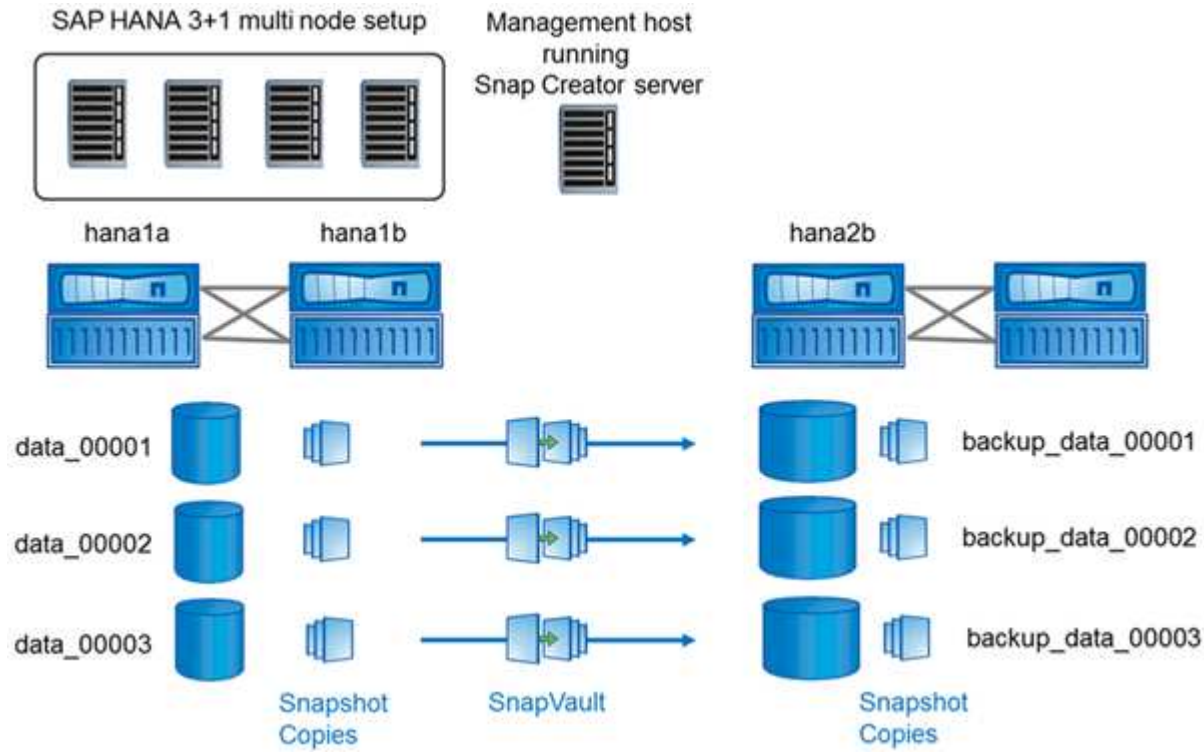 SAP HANA 3+1 multi node setup
Management host
running
Snap Creator server
hana1a
hana1b
hana2b
data_00001
backup_data_00001
data_00002
backup_data_00002
data_00003
backup_data_00003
Snapshot
Copies
SnapVault
Snapshot
Copies